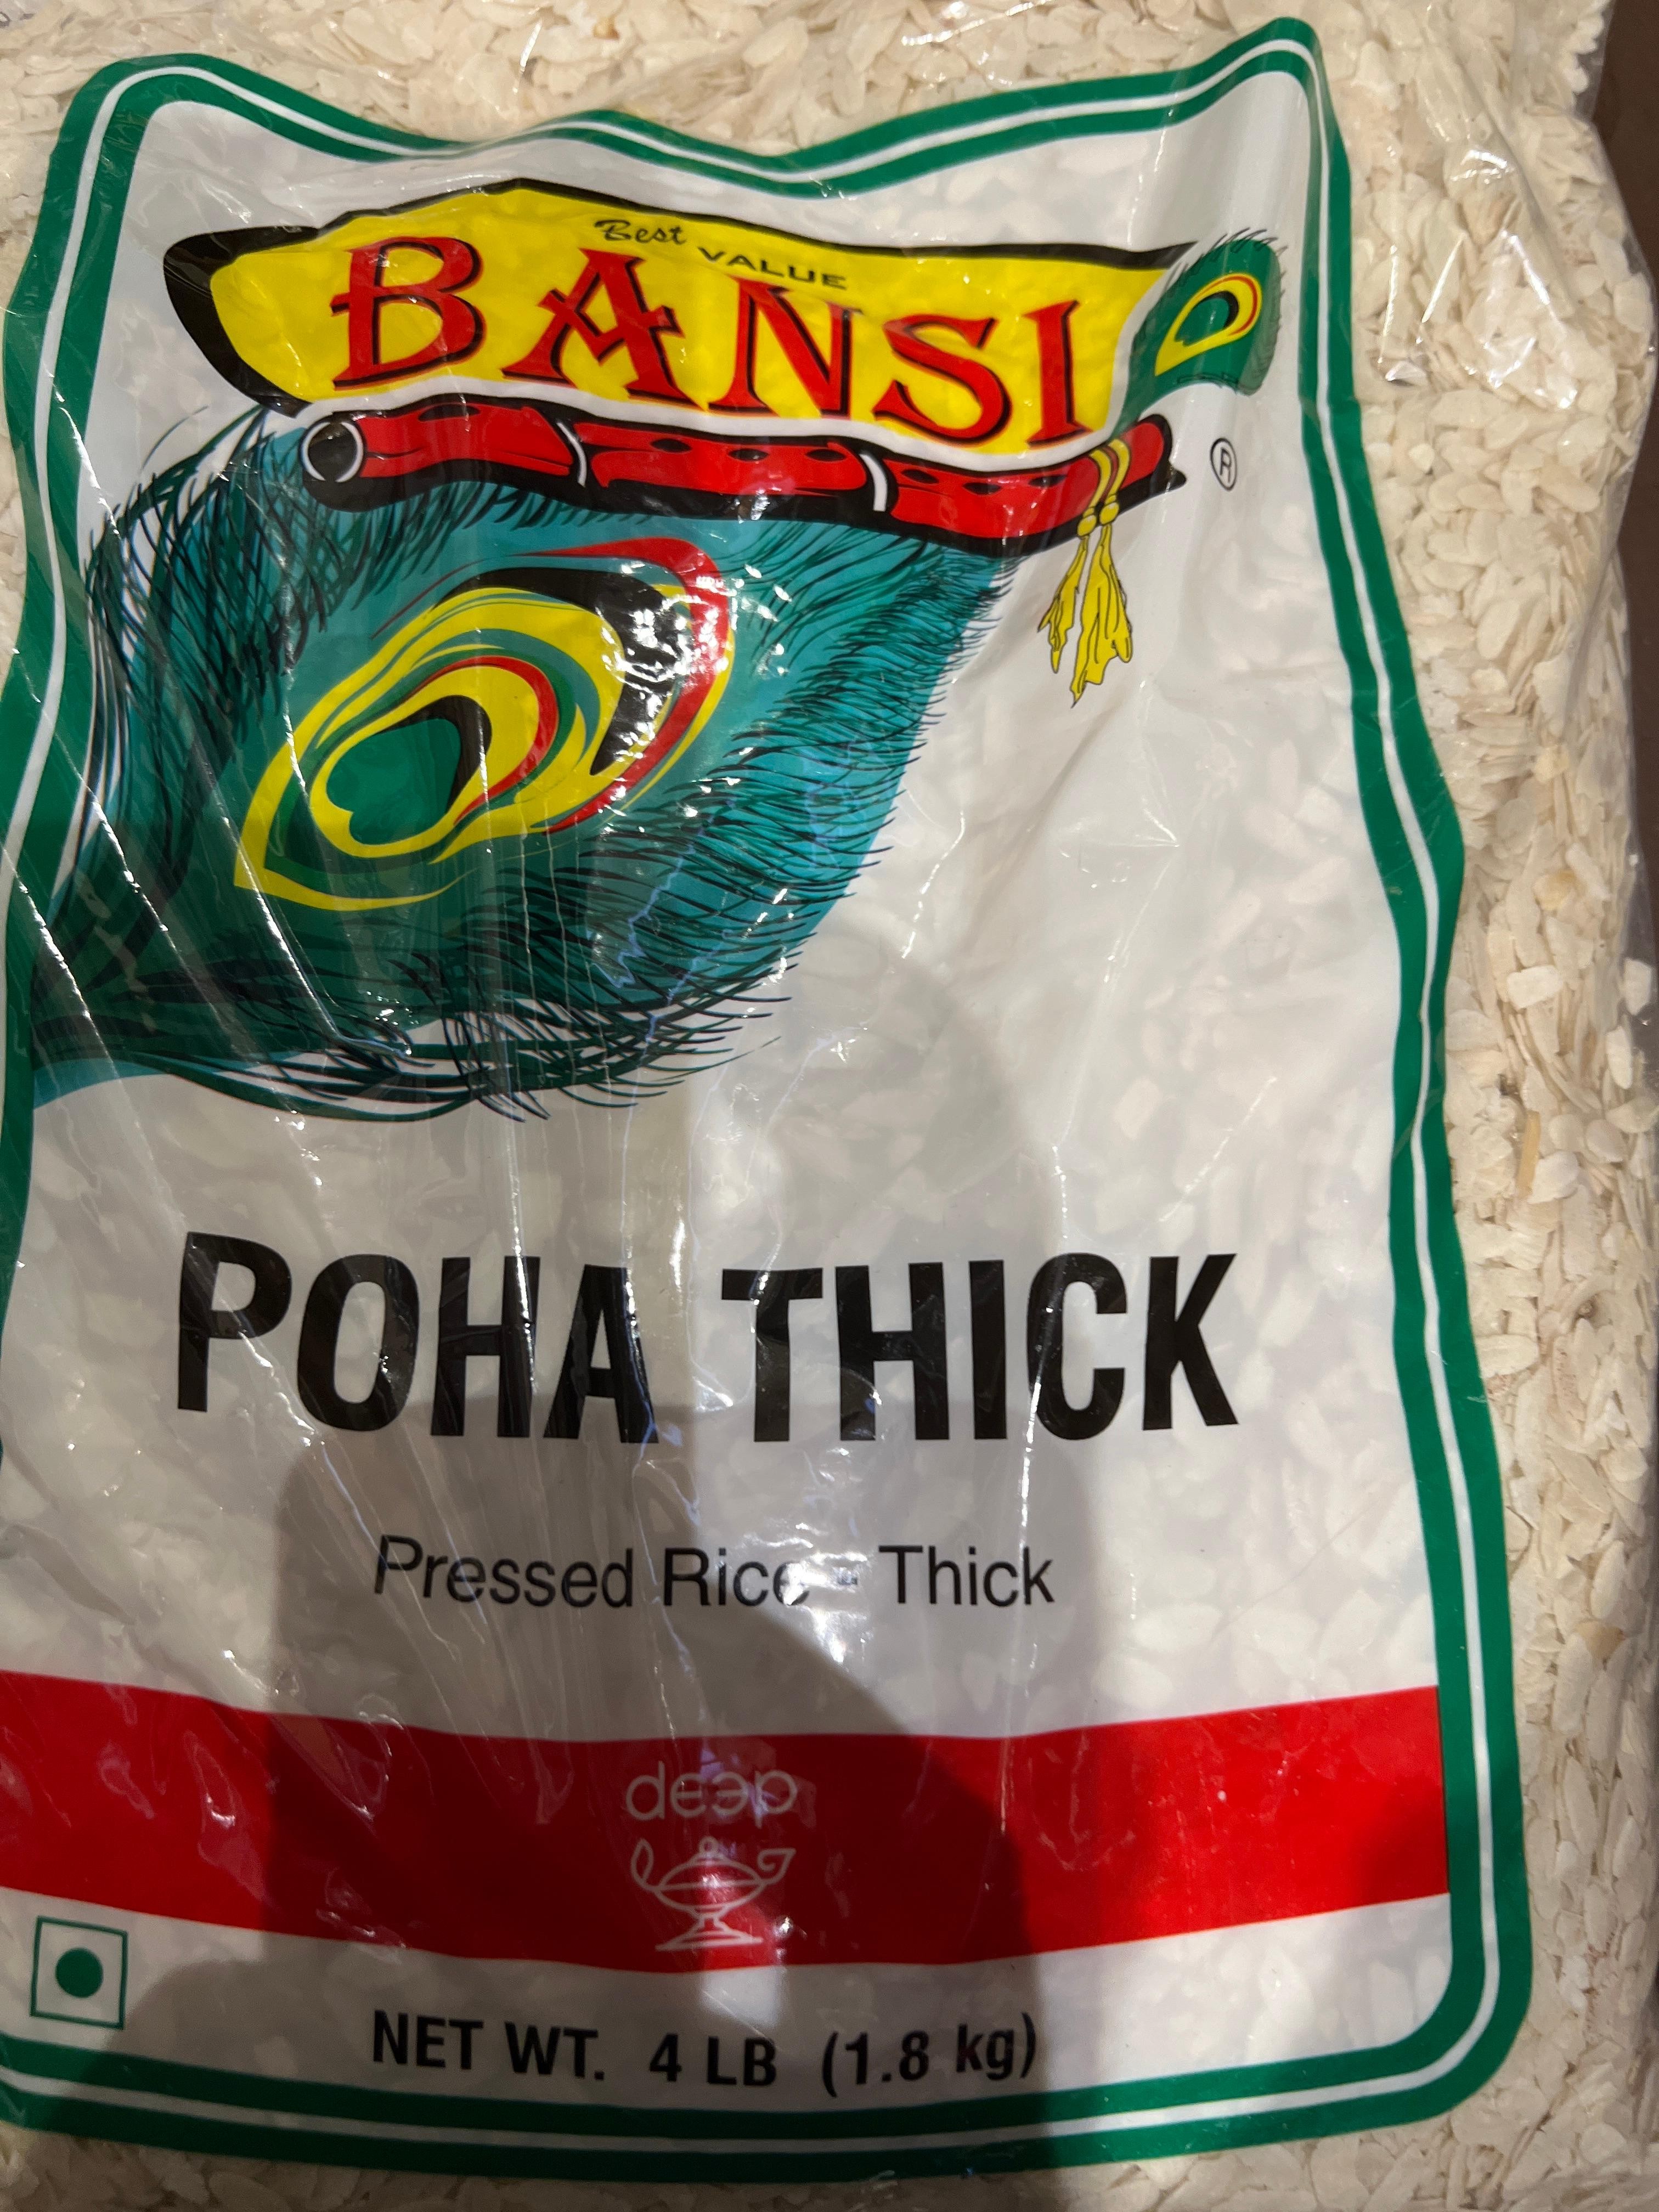 Best VALUE
BANSI
®
POHA THICK
Pressed Rice - Thick
deep
NET WT. 4 LB (1.8 kg)